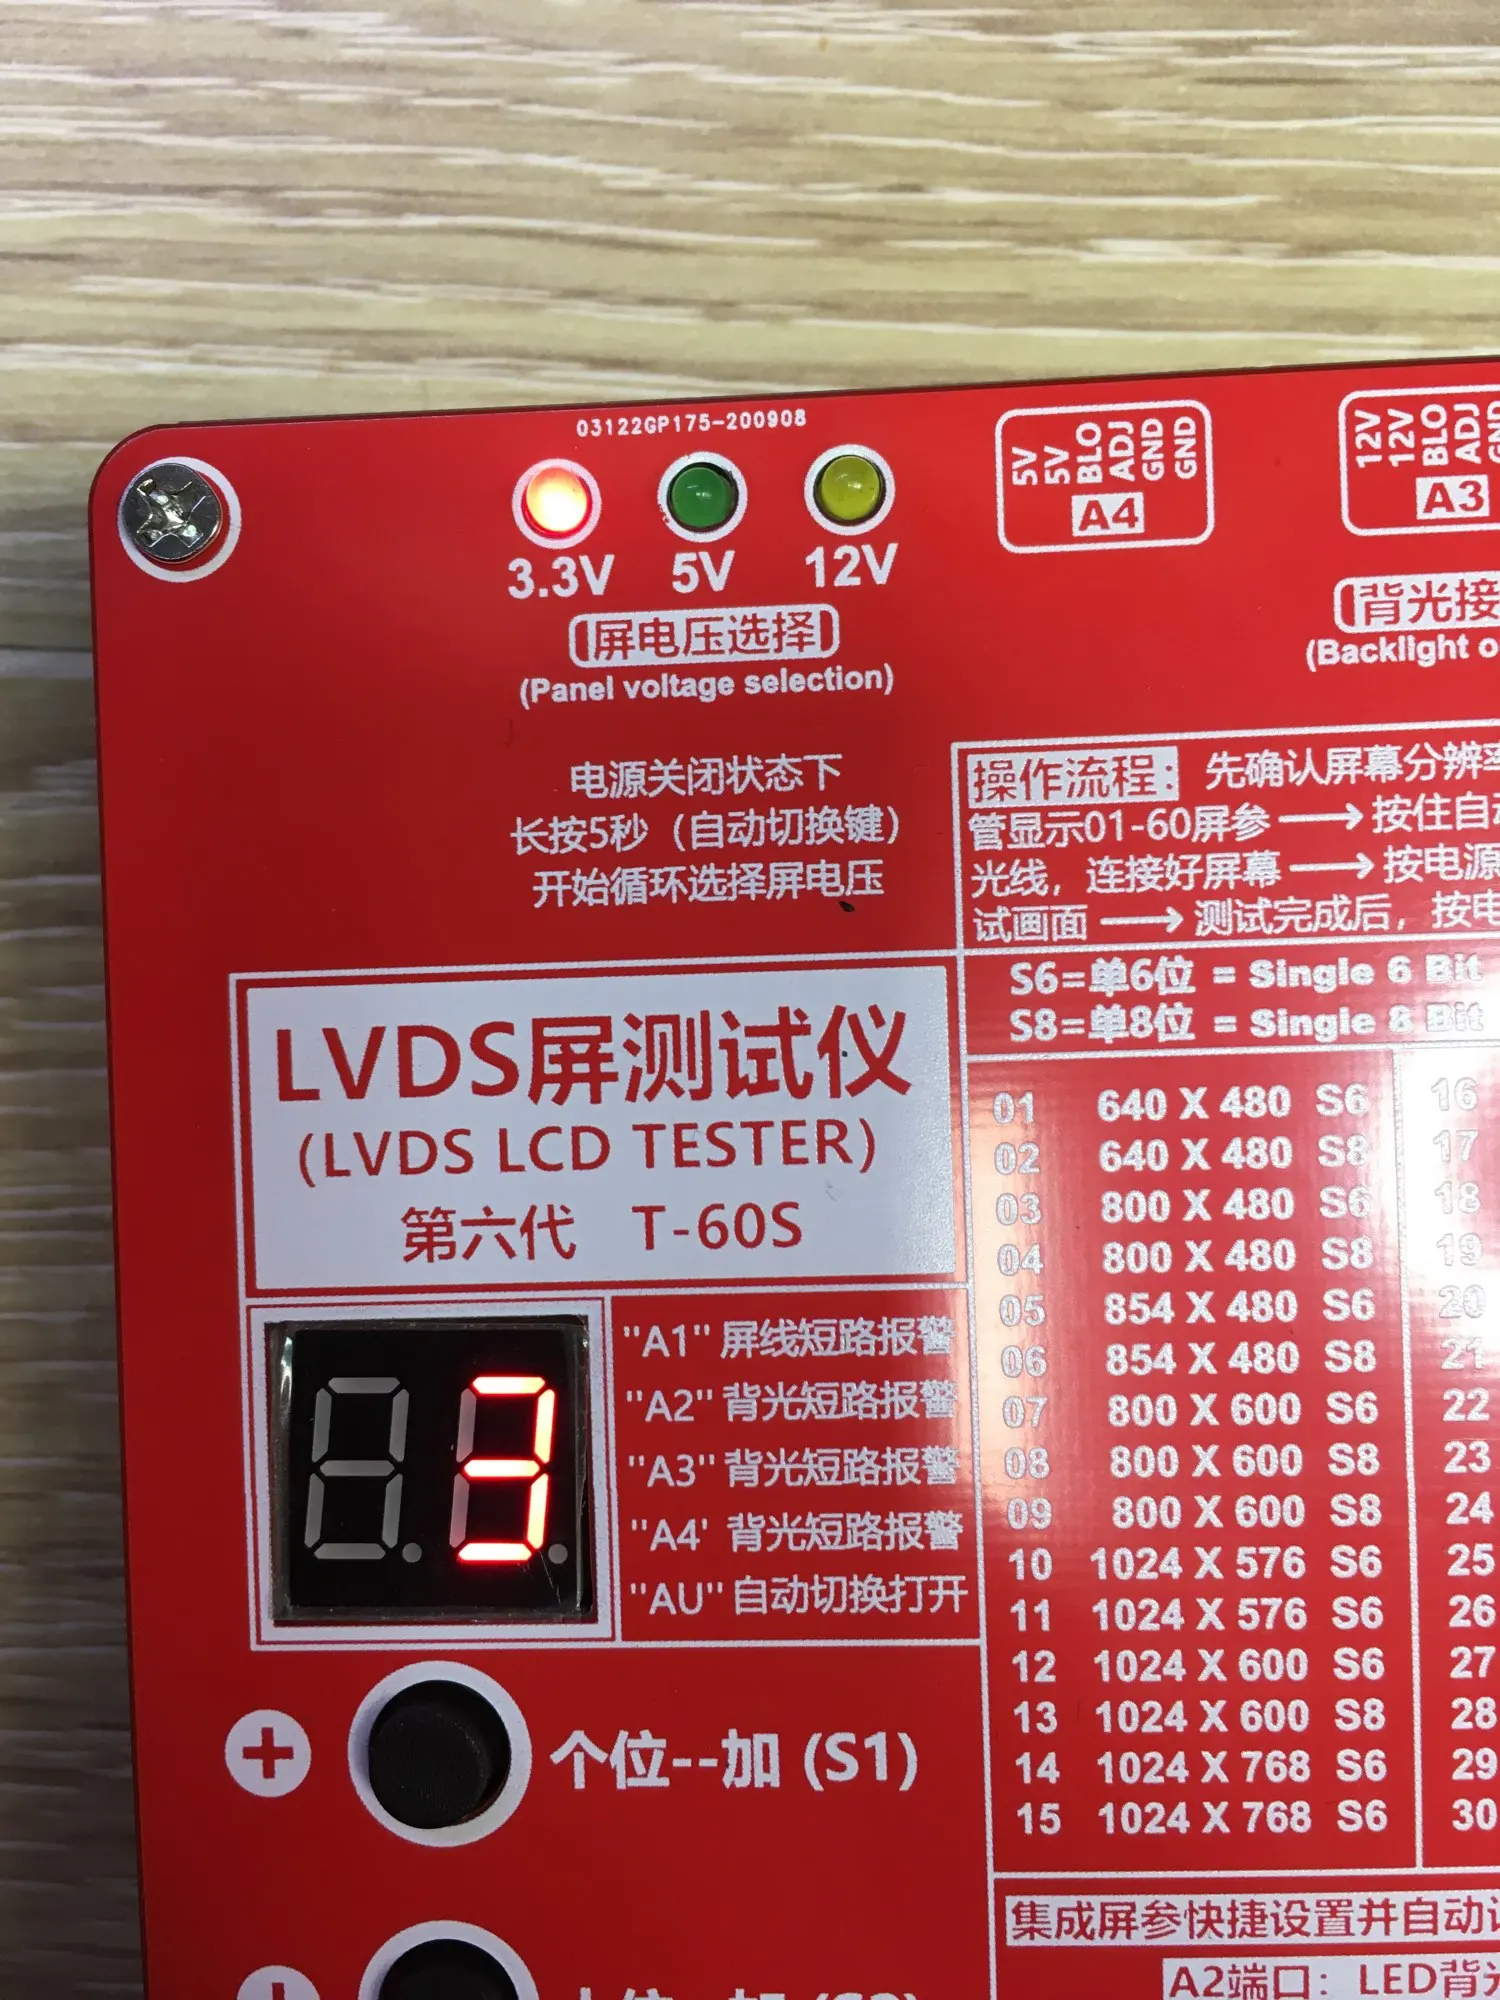 03122GP175-200908
3.3V 5V 12V
屏电压选择
(Panel voltage selection)
5V
5V
BLO
ADJ
GND
GND
A4
12V
12V
BLO
ADJ
GND
A3
背光接
(Backlight o
电源关闭状态下
长按5秒（自动切换键）
开始循环选择屏电压
操作流程： 先确认屏幕分辨率
管显示01-60屏参 → 按住自动
光线，连接好屏幕 → 按电源
试画面 → 测试完成后，按电
S6=单6位 = Single 6 Bit
S8=单8位 = Single 8 Bit
LVDS屏测试仪
(LVDS LCD TESTER)
第六代 T-60S
3
"A1" 屏线短路报警
"A2" 背光短路报警
"A3" 背光短路报警
"A4' 背光短路报警
"AU" 自动切换打开
01 640 X 480 S6
02 640 X 480 S8
03 800 X 480 S6
04 800 X 480 S8
05 854 X 480 S6
06 854 X 480 S8
07 800 X 600 S6
08 800 X 600 S8
09 800 X 600 S8
10 1024 X 576 S6
11 1024 X 576 S6
12 1024 X 600 S6
13 1024 X 600 S8
14 1024 X 768 S6
15 1024 X 768 S6
16
17
18
19
20
21
22
23
24
25
26
27
28
29
30
个位--加 (S1)
集成屏参快捷设置并自动
A2端口：LED背光